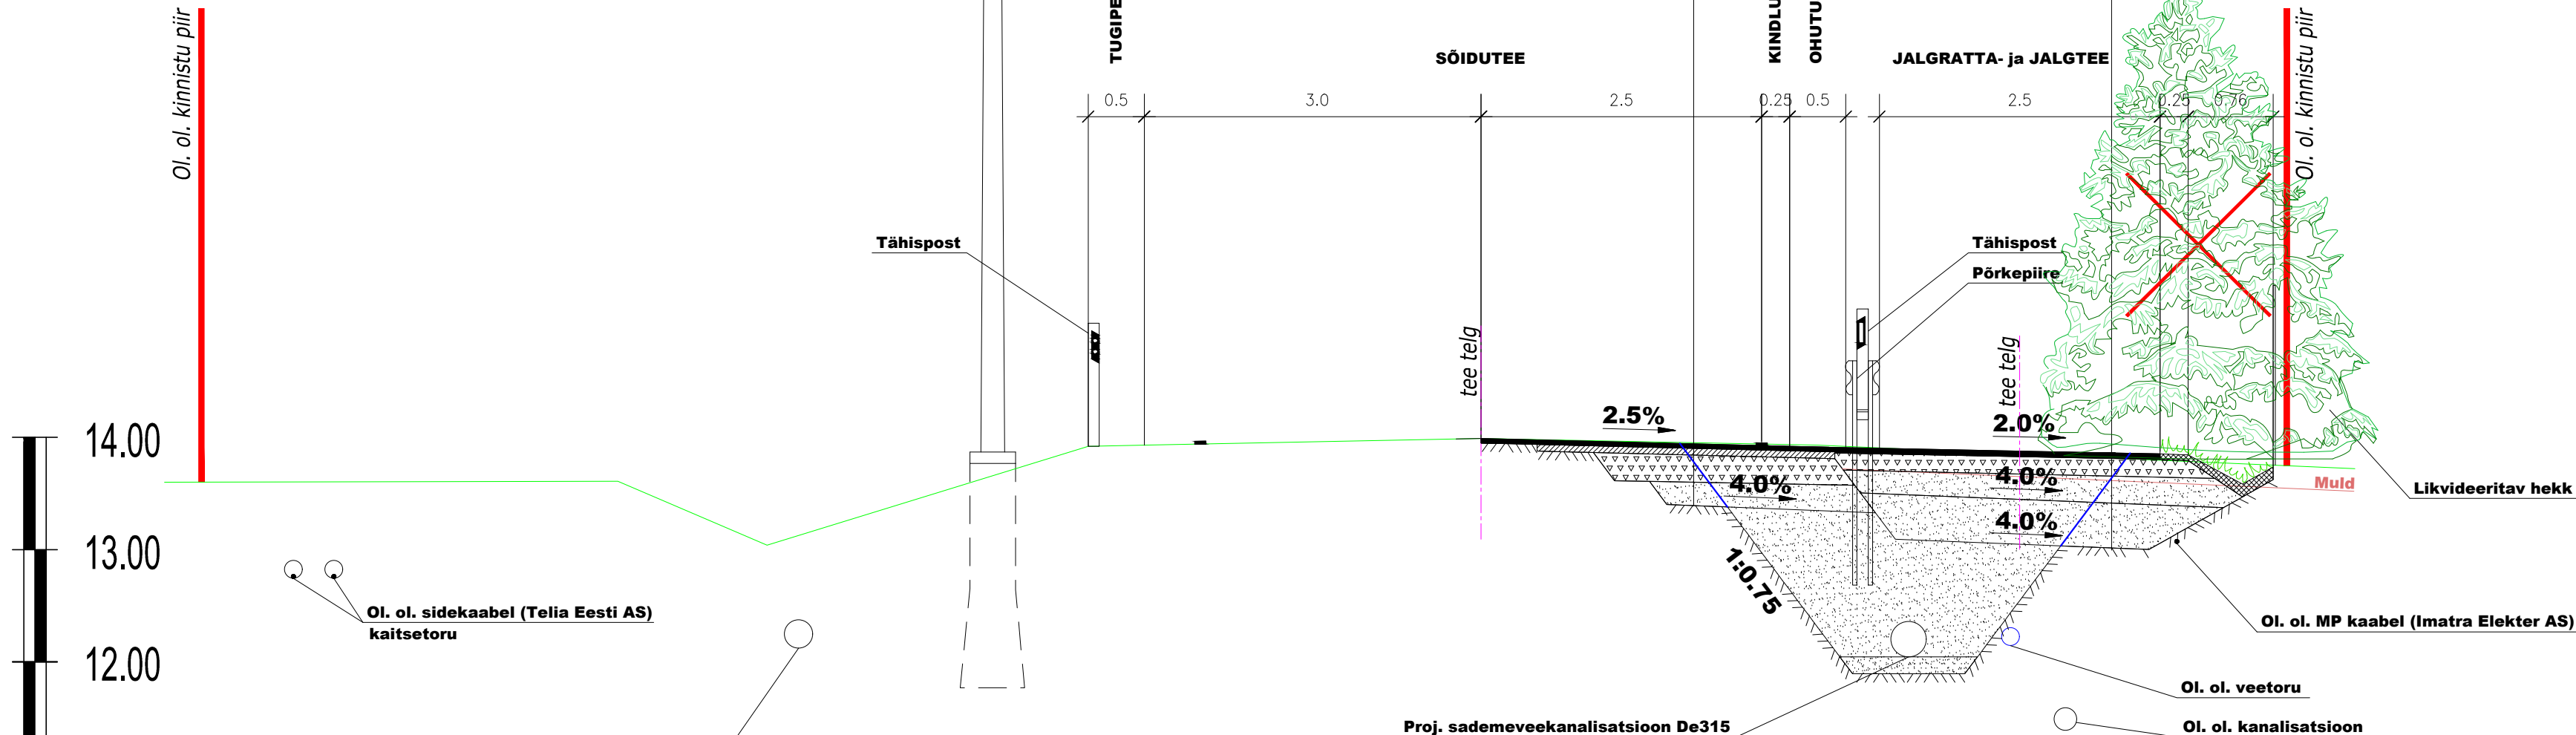 Ol. ol. kinnistu piir
SÕIDUTEE
JALGRATTA- ja JALGTEE
Ol. ol. kinnistu piir
0.5
3.0
2.5
0.25
0.5
2.5
0.25
0.76
Tähispost
Tähispost
Põrkepiire
tee telg
tee telg
2.5%
2.0%
14.00
4.0%
4.0%
Muld
Likvideeritav hekk
4.0%
13.00
1:0.75
Ol. ol. sidekaabel (Telia Eesti AS)
kaitsetoru
Ol. ol. MP kaabel (Imatra Elekter AS)
12.00
Ol. ol. veetoru
Proj. sademeveekanalisatsioon De315
Ol. ol. kanalisatsioon